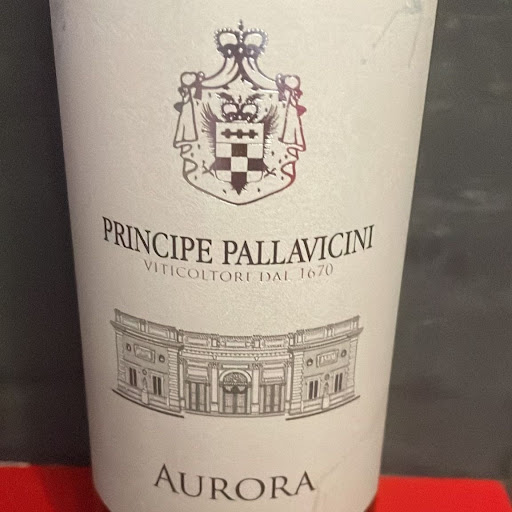 PRINCIPE PALLAVICINI
VITICOLTORI DAL 1670
AURORA